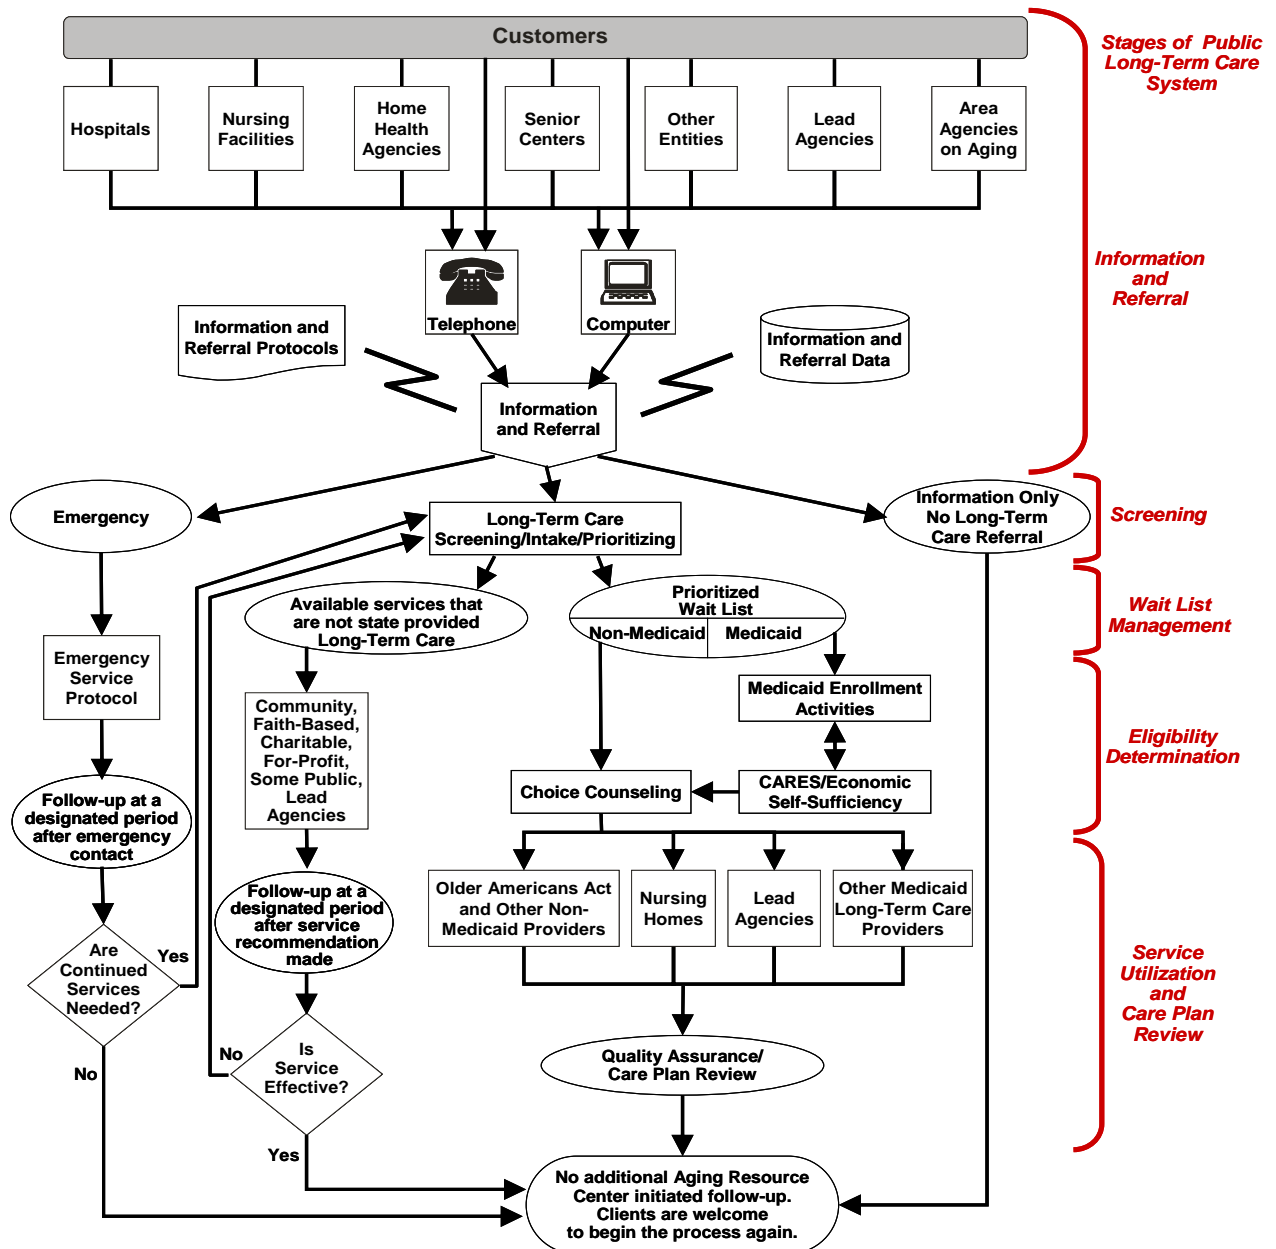 Customers
Stages of Public
Long-Term Care
System
Hospitals
Nursing
Facilities
Home
Health
Agencies
Senior
Centers
Other
Entities
Lead
Agencies
Area
Agencies
on Aging
Information
and
Referral
Telephone
Computer
Information and
Referral Protocols
Information and
Referral Data
Information
and Referral
Emergency
Long-Term Care
Screening/Intake/Prioritizing
Information Only
No Long-Term
Care Referral
Screening
Available services that
are not state provided
Long-Term Care
Prioritized
Wait List
Non-Medicaid
Medicaid
Wait List
Management
Emergency
Service
Protocol
Community,
Faith-Based,
Charitable,
For-Profit,
Some Public,
Lead
Agencies
Medicaid Enrollment
Activities
Eligibility
Determination
Choice Counseling
CARES/Economic
Self-Sufficiency
Follow-up at a
designated period
after emergency
contact
Follow-up at a
designated period
after service
recommendation
made
Older Americans Act
and Other Non-
Medicaid Providers
Nursing
Homes
Lead
Agencies
Other Medicaid
Long-Term Care
Providers
Are
Continued
Services
Needed?
Yes
No
Service
Utilization
and
Care Plan
Review
Is
Service
Effective?
No
Yes
Quality Assurance/
Care Plan Review
No additional Aging Resource
Center initiated follow-up.
Clients are welcome
to begin the process again.